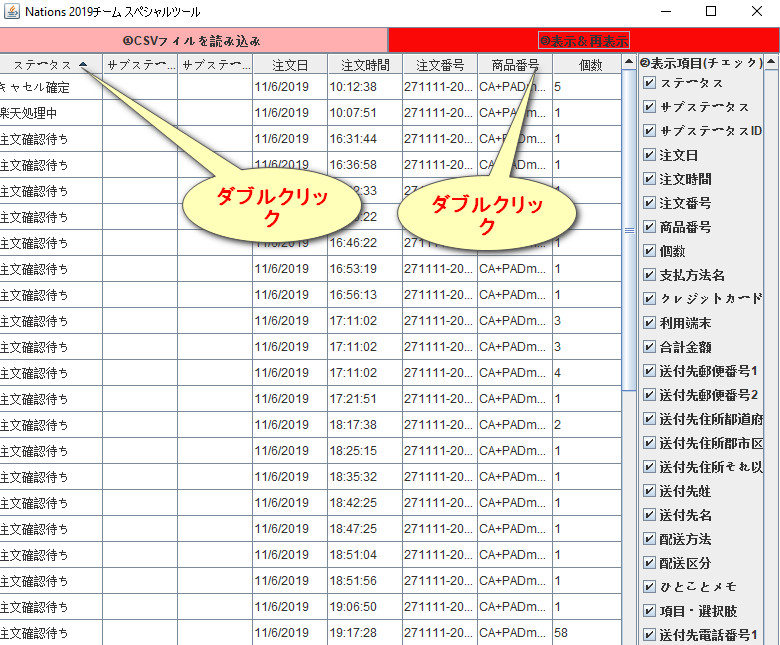 Nations 2019チーム スペシャルツール
①CSVファイルを読み込み
③表示&再表示
ステータス サブステー... サブステー... 注文日 注文時間 注文番号 商品番号 個数
キャセル確定 11/6/2019 10:12:38 271111-20... CA+PADm... 5
楽天処理中 11/6/2019 10:07:51 271111-20... CA+PADm... 1
注文確認待ち 11/6/2019 16:31:44 271111-20... CA+PADm... 1
注文確認待ち 11/6/2019 16:36:58 271111-20... CA+PADm... 1
注文確認待ち
注文確認待ち
注文確認待ち 11/6/2019 16:46:22 271111-20... CA+PADm... 1
注文確認待ち 11/6/2019 16:53:19 271111-20... CA+PADm... 1
注文確認待ち 11/6/2019 16:56:13 271111-20... CA+PADm... 1
注文確認待ち 11/6/2019 17:11:02 271111-20... CA+PADm... 3
注文確認待ち 11/6/2019 17:11:02 271111-20... CA+PADm... 3
注文確認待ち 11/6/2019 17:11:02 271111-20... CA+PADm... 4
注文確認待ち 11/6/2019 17:21:51 271111-20... CA+PADm... 1
注文確認待ち 11/6/2019 18:17:38 271111-20... CA+PADm... 2
注文確認待ち 11/6/2019 18:25:15 271111-20... CA+PADm... 1
注文確認待ち 11/6/2019 18:35:32 271111-20... CA+PADm... 1
注文確認待ち 11/6/2019 18:42:25 271111-20... CA+PADm... 1
注文確認待ち 11/6/2019 18:47:25 271111-20... CA+PADm... 1
注文確認待ち 11/6/2019 18:51:04 271111-20... CA+PADm... 1
注文確認待ち 11/6/2019 18:51:56 271111-20... CA+PADm... 1
注文確認待ち 11/6/2019 19:06:50 271111-20... CA+PADm... 1
注文確認待ち 11/6/2019 19:17:28 271111-20... CA+PADm... 58
ダブルクリッ
ク
ダブルクリッ
ク
②表示項目(チェック)
ステータス
サブステータス
サブステータスID
注文日
注文時間
注文番号
商品番号
個数
支払方法名
クレジットカード
利用端末
合計金額
送付先郵便番号1
送付先郵便番号2
送付先住所都道府
送付先住所郡市区
送付先住所それ以
送付先姓
送付先名
配送方法
配送区分
ひとことメモ
項目・選択肢
送付先電話番号1